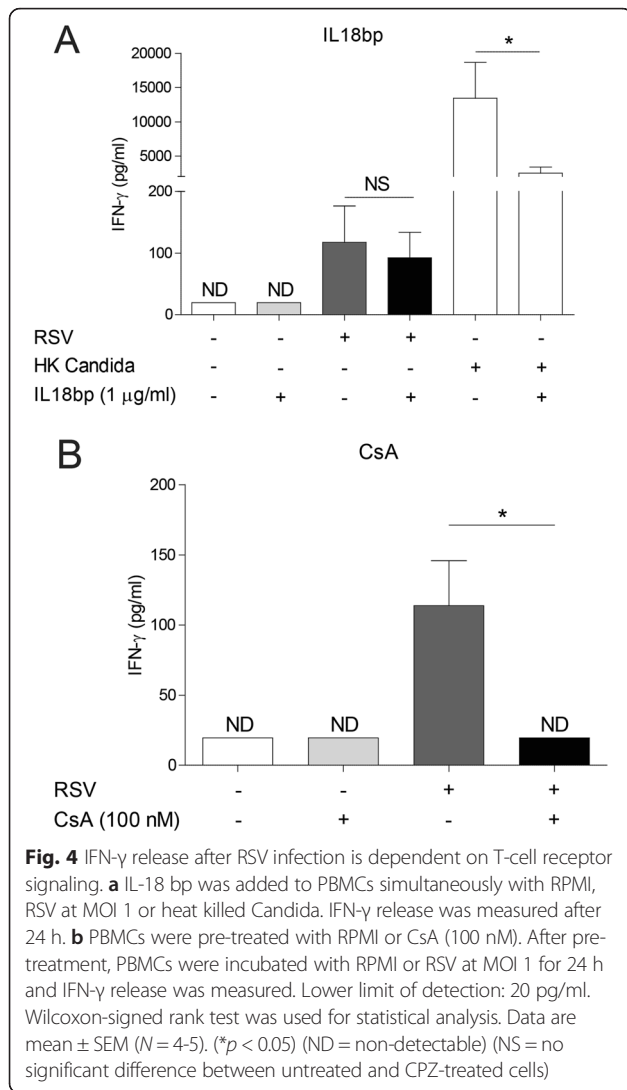 A
IL18bp
20000
15000
10000
5000
200
100
0
IFN-γ (pg/ml)
*
NS
ND ND
RSV - - + + - -
HK Candida - - - - + +
IL18bp (1 μg/ml) - + - + - +
B
CsA
200
150
100
50
0
IFN-γ (pg/ml)
*
ND ND ND
RSV - - + +
CsA (100 nM) - + - +
Fig. 4 IFN-γ release after RSV infection is dependent on T-cell receptor
signaling. a IL-18 bp was added to PBMCs simultaneously with RPMI,
RSV at MOI 1 or heat killed Candida. IFN-γ release was measured after
24 h. b PBMCs were pre-treated with RPMI or CsA (100 nM). After pre-
treatment, PBMCs were incubated with RPMI or RSV at MOI 1 for 24 h
and IFN-γ release was measured. Lower limit of detection: 20 pg/ml.
Wilcoxon-signed rank test was used for statistical analysis. Data are
mean ± SEM (N = 4-5). (*p < 0.05) (ND = non-detectable) (NS = no
significant difference between untreated and CPZ-treated cells)